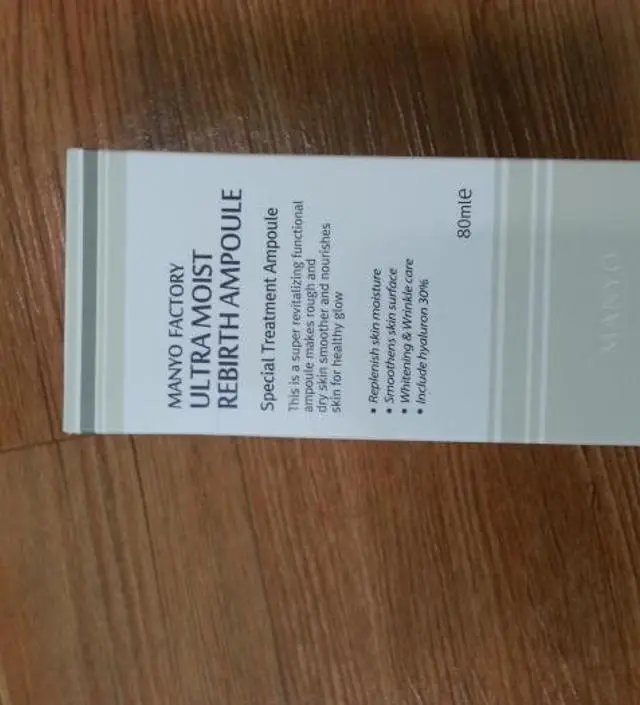 MANYO FACTORY
ULTRA MOIST
REBIRTH AMPOULE
Special Treatment Ampoule
This is a super revitalizing functional
ampoule makes rough and
dry skin smoother and nourishes
skin for healthy glow
• Replenish skin moisture
• Smoothens skin surface
• Whitening & Wrinkle care
• Include hyaluron 30%
80ml℮
MANYO